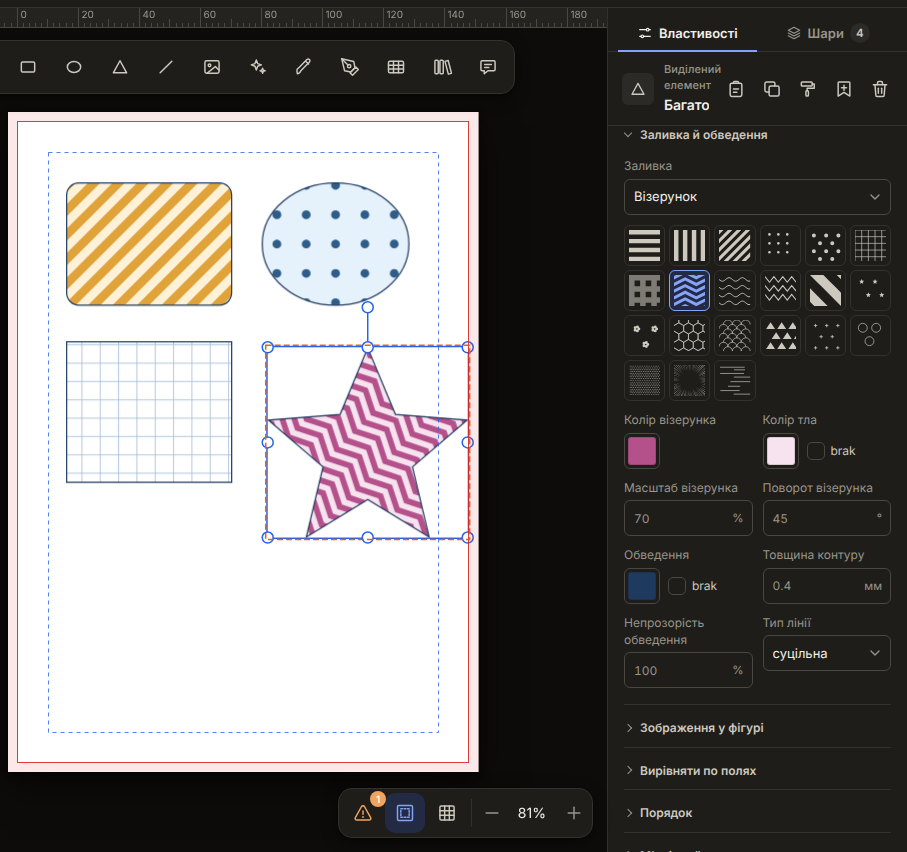 0 20 40 60 80 100 120 140 160 180
Властивості
Шари 4
Виділений
елемент
Багато
Заливка й обведення
Заливка
Візерунок
Колір візерунка
Колір тла
brak
Масштаб візерунка
Поворот візерунка
70 %
45 °
Обведення
Товщина контуру
brak
0.4 мм
Непрозорість
обведення
Тип лінії
суцільна
100 %
Зображення у фігурі
Вирівняти по полях
Порядок
1
81%